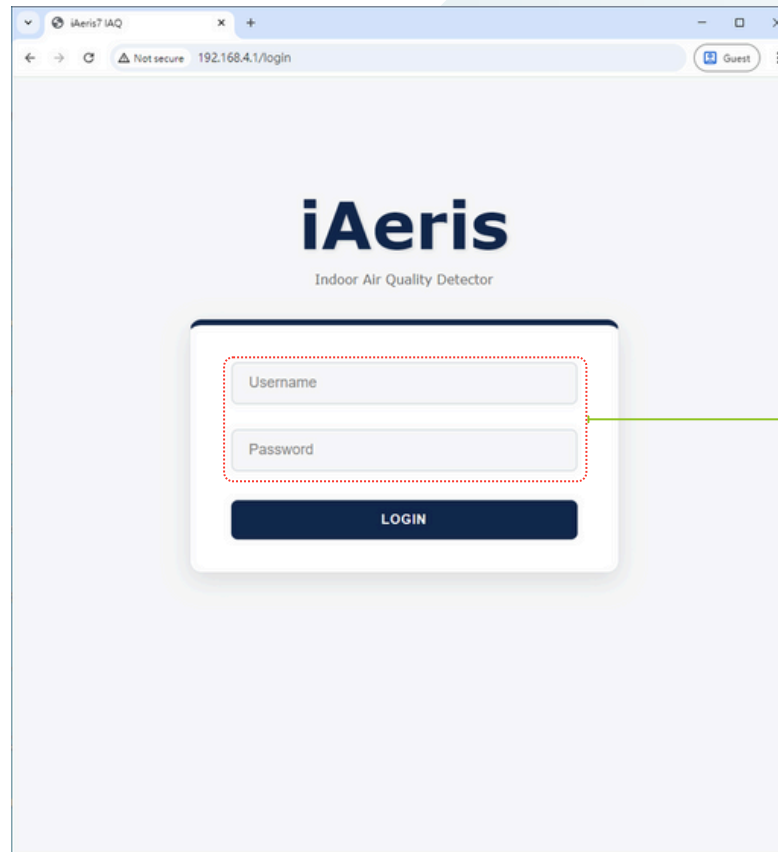 iAeris7 IAQ
Not secure 192.168.4.1/login
Guest
iAeris
Indoor Air Quality Detector
Username
Password
LOGIN